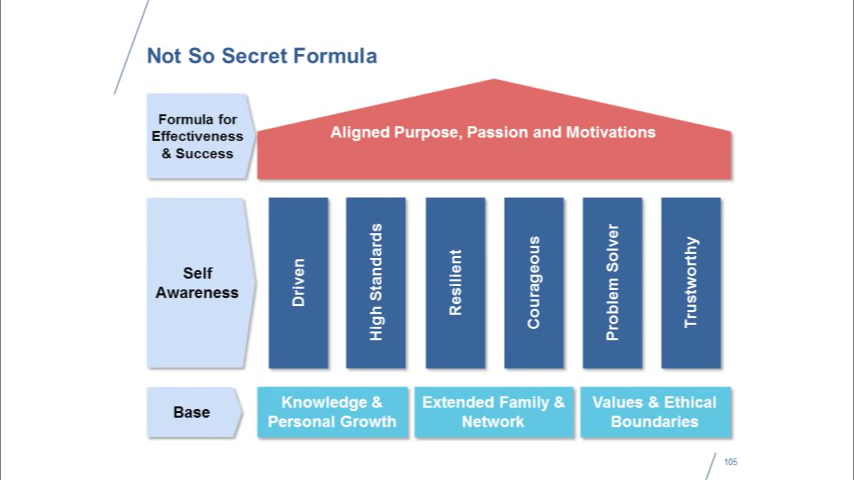 Not So Secret Formula
Formula for
Effectiveness
& Success
Aligned Purpose, Passion and Motivations
Self
Awareness
Driven
High Standards
Resilient
Courageous
Problem Solver
Trustworthy
Base
Knowledge &
Personal Growth
Extended Family &
Network
Values & Ethical
Boundaries
105